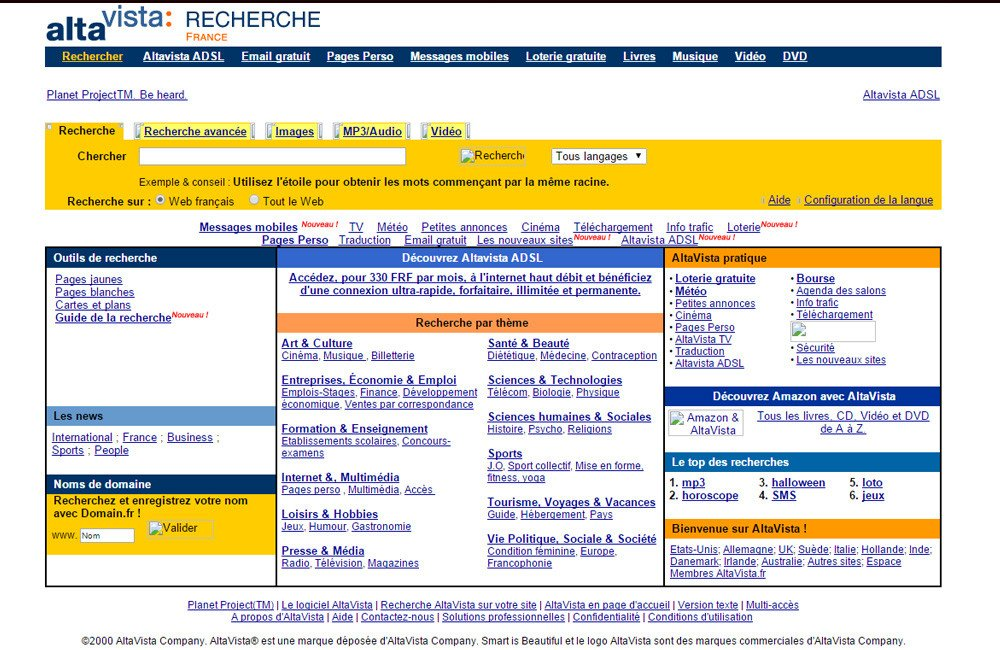 altavista: RECHERCHE
FRANCE
Rechercher Altavista ADSL Email gratuit Pages Perso Messages mobiles Loterie gratuite Livres Musique Vidéo DVD
Planet ProjectTM. Be heard. Altavista ADSL
Recherche Recherche avancée Images MP3/Audio Vidéo
Chercher Recherche Tous langages ▼
Exemple & conseil : Utilisez l'étoile pour obtenir les mots commençant par la même racine.
Recherche sur : Web français Tout le Web Aide Configuration de la langue
Messages mobiles Nouveau ! TV Météo Petites annonces Cinéma Téléchargement Info trafic Loterie Nouveau !
Pages Perso Traduction Email gratuit Les nouveaux sites Nouveau ! Altavista ADSL Nouveau !
Outils de recherche
Pages jaunes
Pages blanches
Cartes et plans
Guide de la recherche Nouveau !
Les news
International ; France ; Business ;
Sports ; People
Noms de domaine
Recherchez et enregistrez votre nom
avec Domain.fr !
www. Nom Valider
Découvrez Altavista ADSL
Accédez, pour 330 FRF par mois, à l'internet haut débit et bénéficiez
d'une connexion ultra-rapide, forfaitaire, illimitée et permanente.
Recherche par thème
Art & Culture
Cinéma, Musique , Billetterie
Entreprises, Économie & Emploi
Emplois-Stages, Finance, Développement
économique, Ventes par correspondance
Formation & Enseignement
Etablissements scolaires, Concours-
examens
Internet &, Multimédia
Pages perso , Multimédia, Accès
Loisirs & Hobbies
Jeux, Humour, Gastronomie
Presse & Média
Radio, Télévision, Magazines
Santé & Beauté
Diététique, Médecine, Contraception
Sciences & Technologies
Télécom, Biologie, Physique
Sciences humaines & Sociales
Histoire, Psycho, Religions
Sports
J.O, Sport collectif, Mise en forme,
fitness, yoga
Tourisme, Voyages & Vacances
Guide, Hébergement, Pays
Vie Politique, Sociale & Société
Condition féminine, Europe,
Francophonie
AltaVista pratique
• Loterie gratuite
• Météo
• Petites annonces
• Cinéma
• Pages Perso
• AltaVista TV
• Traduction
• Altavista ADSL
• Bourse
• Agenda des salons
• Info trafic
• Téléchargement
• Sécurité
• Les nouveaux sites
Découvrez Amazon avec AltaVista
Amazon &
AltaVista
Tous les livres, CD, Vidéo et DVD
de A à Z.
Le top des recherches
1. mp3 3. halloween 5. loto
2. horoscope 4. SMS 6. jeux
Bienvenue sur AltaVista !
Etats-Unis; Allemagne; UK; Suède; Italie; Hollande; Inde;
Danemark; Irlande; Australie; Autres sites; Espace
Membres AltaVista.fr
Planet Project(TM) | Le logiciel AltaVista | Recherche AltaVista sur votre site | AltaVista en page d'accueil | Version texte | Multi-accès
A propos d'AltaVista | Aide | Contactez-nous | Solutions professionnelles | Confidentialité | Conditions d'utilisation
©2000 AltaVista Company. AltaVista® est une marque déposée d'AltaVista Company. Smart is Beautiful et le logo AltaVista sont des marques commerciales d'AltaVista Company.